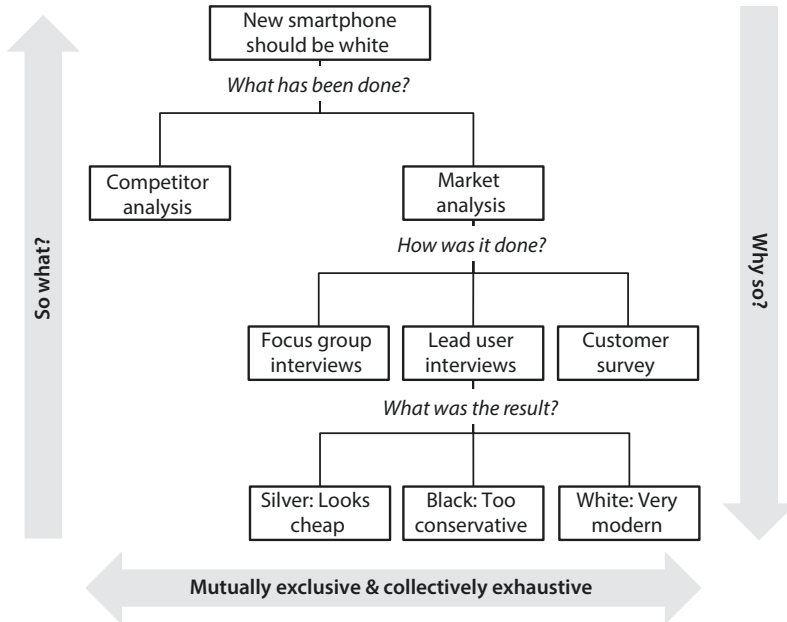 New smartphone
should be white
What has been done?
Competitor
analysis
Market
analysis
How was it done?
Focus group
interviews
Lead user
interviews
Customer
survey
What was the result?
Silver: Looks
cheap
Black: Too
conservative
White: Very
modern
So what?
Why so?
Mutually exclusive & collectively exhaustive